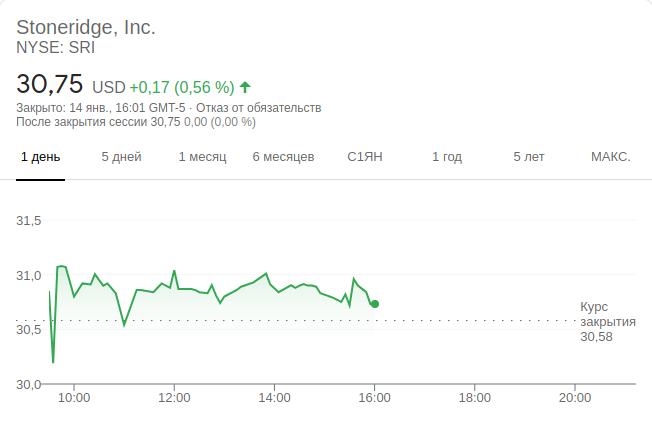 Stoneridge, Inc.
NYSE: SRI
30,75 USD +0,17 (0,56 %)
Закрыто: 14 янв., 16:01 GMT-5 · Отказ от обязательств
После закрытия сессии 30,75 0,00 (0,00 %)
1 день 5 дней 1 месяц 6 месяцев С1ЯН 1 год 5 лет МАКС.
31,5
31,0
30,5
30,0
Курс
закрытия
30,58
10:00 12:00 14:00 16:00 18:00 20:00